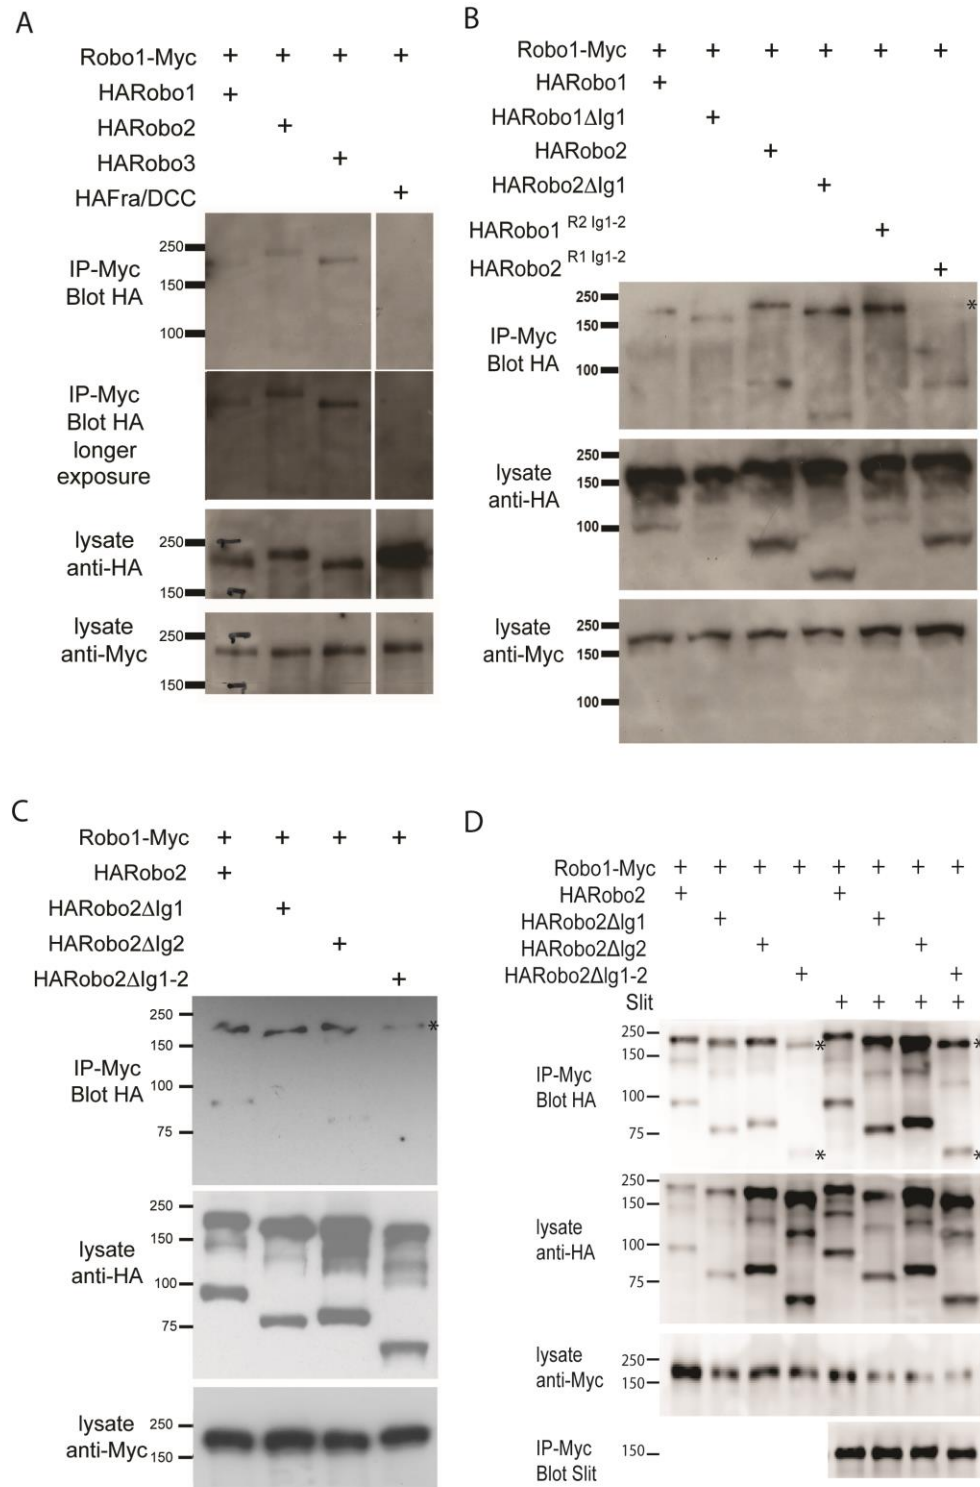 A
Robo1-Myc + + + +
HARobo1 +
HARobo2 +
HARobo3 +
HAFra/DCC +
IP-Myc
Blot HA
250
150
100
IP-Myc
Blot HA
longer
exposure
lysate
anti-HA
250
150
lysate
anti-Myc
250
150
B
Robo1-Myc + + + + + +
HARobo1 +
HARobo1ΔIg1 +
HARobo2 +
HARobo2ΔIg1 +
HARobo1 R2 Ig1-2 +
HARobo2 R1 Ig1-2 +
IP-Myc
Blot HA
250
150
100
*
lysate
anti-HA
250
150
100
lysate
anti-Myc
250
150
100
C
Robo1-Myc + + + +
HARobo2 +
HARobo2ΔIg1 +
HARobo2ΔIg2 +
HARobo2ΔIg1-2 +
IP-Myc
Blot HA
250
150
100
75
*
lysate
anti-HA
250
150
100
75
lysate
anti-Myc
250
150
D
Robo1-Myc + + + + + + + +
HARobo2 + +
HARobo2ΔIg1 + +
HARobo2ΔIg2 + +
HARobo2ΔIg1-2 + +
Slit + + + +
IP-Myc
Blot HA
250
150
100
75
* *
* *
lysate
anti-HA
250
150
100
75
lysate
anti-Myc
250
150
IP-Myc
Blot Slit
150